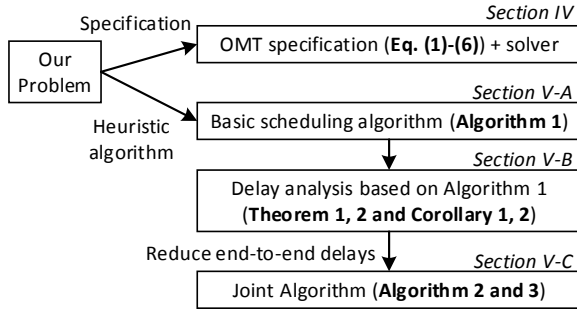 Section IV
Specification
OMT specification (Eq. (1)-(6)) + solver
Our
Problem
Section V-A
Basic scheduling algorithm (Algorithm 1)
Heuristic
algorithm
Section V-B
Delay analysis based on Algorithm 1
(Theorem 1, 2 and Corollary 1, 2)
Reduce end-to-end delays
Section V-C
Joint Algorithm (Algorithm 2 and 3)